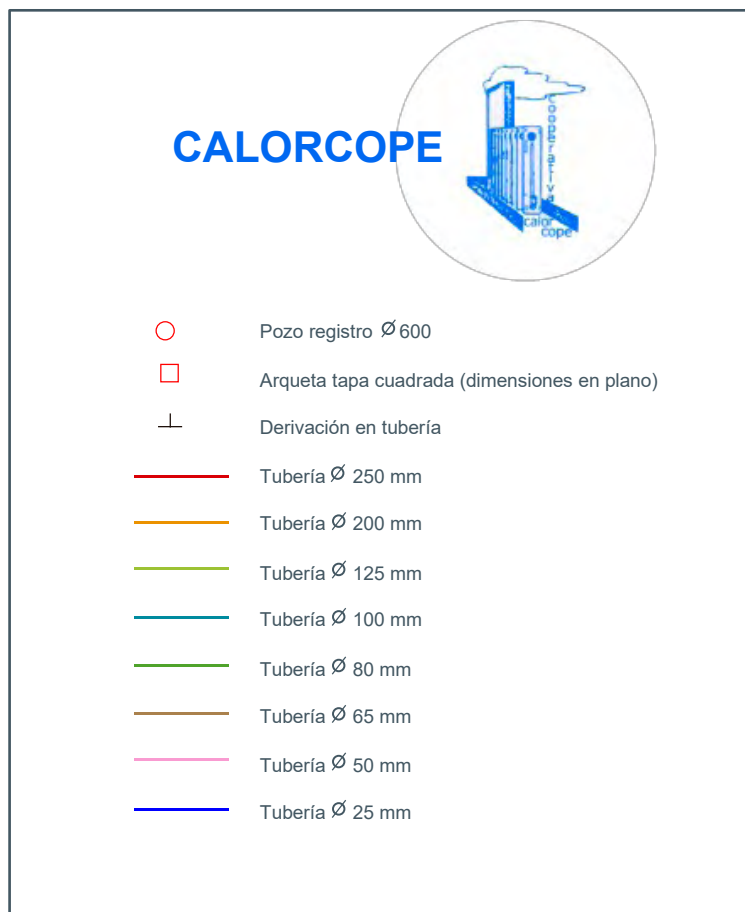 CALORCOPE
Cooperativa
calor
cope
Pozo registro Ø 600
Arqueta tapa cuadrada (dimensiones en plano)
Derivación en tubería
Tubería Ø 250 mm
Tubería Ø 200 mm
Tubería Ø 125 mm
Tubería Ø 100 mm
Tubería Ø 80 mm
Tubería Ø 65 mm
Tubería Ø 50 mm
Tubería Ø 25 mm